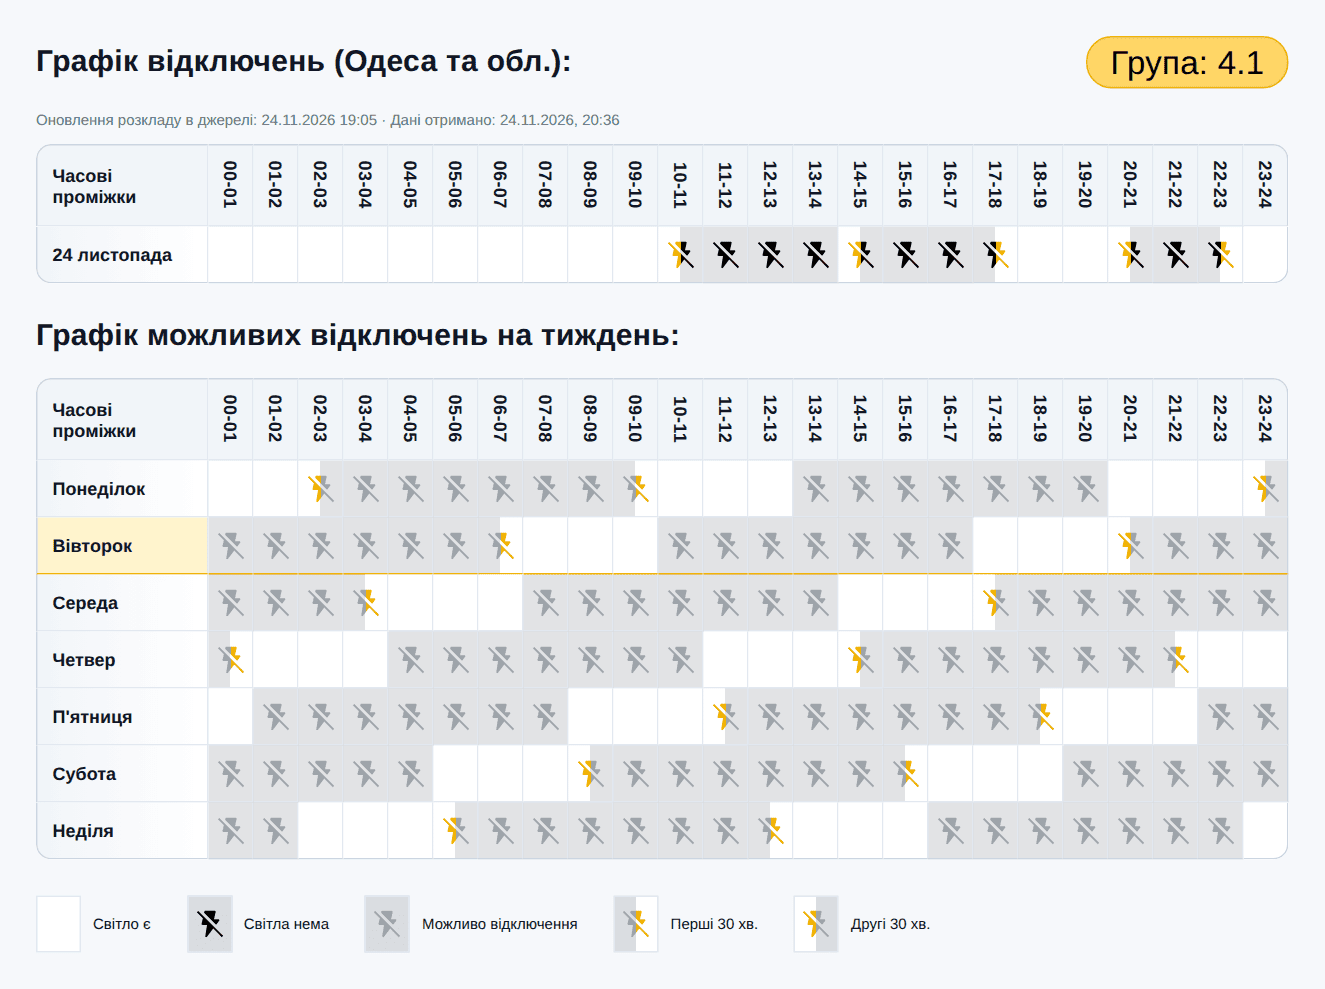 Графік відключень (Одеса та обл.):
Група: 4.1
Оновлення розкладу в джерелі: 24.11.2026 19:05 · Дані отримано: 24.11.2026, 20:36
Часові проміжки 00-01 01-02 02-03 03-04 04-05 05-06 06-07 07-08 08-09 09-10 10-11 11-12 12-13 13-14 14-15 15-16 16-17 17-18 18-19 19-20 20-21 21-22 22-23 23-24
24 листопада
Графік можливих відключень на тиждень:
Часові проміжки 00-01 01-02 02-03 03-04 04-05 05-06 06-07 07-08 08-09 09-10 10-11 11-12 12-13 13-14 14-15 15-16 16-17 17-18 18-19 19-20 20-21 21-22 22-23 23-24
Понеділок
Вівторок
Середа
Четвер
П'ятниця
Субота
Неділя
Світло є Світла нема Можливо відключення Перші 30 хв. Другі 30 хв.